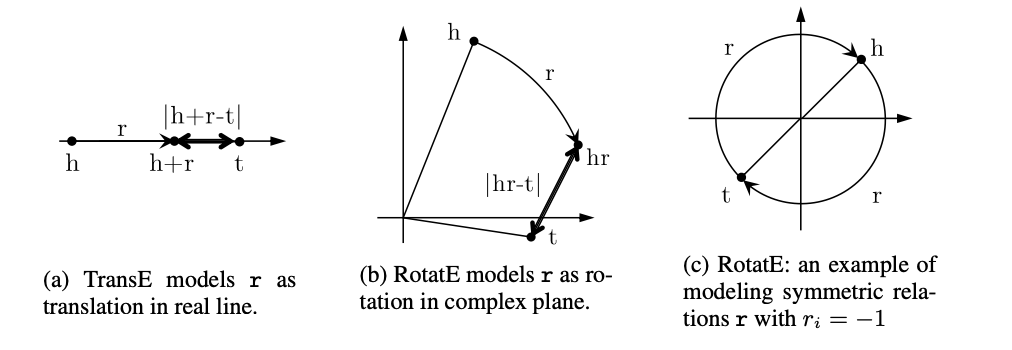 r
|h+r-t|
h
h+r
t
(a) TransE models r as
translation in real line.
h
r
hr
|hr-t|
t
(b) RotatE models r as ro-
tation in complex plane.
r
h
t
r
(c) RotatE: an example of
modeling symmetric rela-
tions r with rᵢ = −1